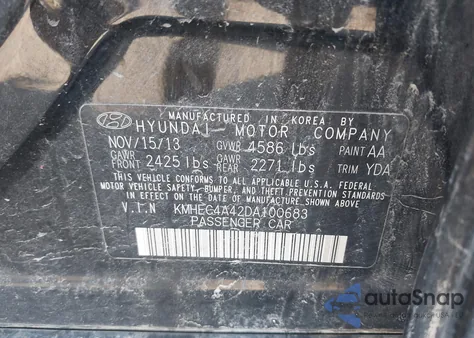 MANUFACTURED IN KOREA BY
HYUNDAI MOTOR COMPANY
NOV/15/13 GVWR 4586 lbs PAINT AA
GAWR FRONT 2425 lbs GAWR REAR 2271 lbs TRIM YDA
THIS VEHICLE CONFORMS TO ALL APPLICABLE U.S.A. FEDERAL
MOTOR VEHICLE SAFETY, BUMPER, AND THEFT PREVENTION
STANDARDS IN EFFECT ON THE DATE OF MANUFACTURE SHOWN ABOVE
V.I.N KMHEC4A42DA100683
PASSENGER CAR
autoSnap